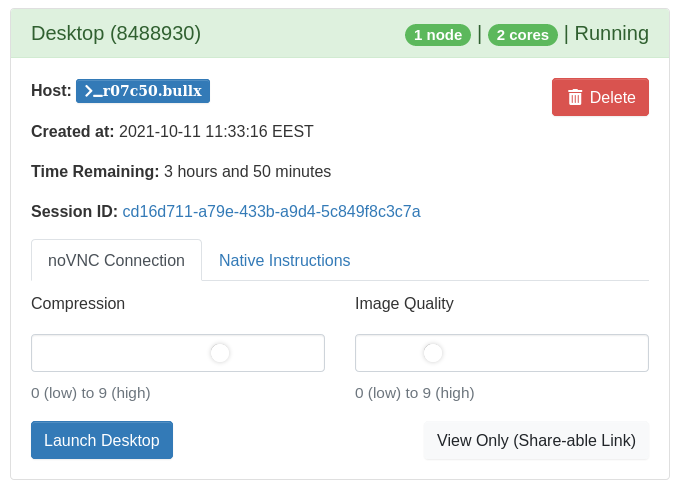 Desktop (8488930) 1 node | 2 cores | Running
Host: >_r07c50.bullx Delete
Created at: 2021-10-11 11:33:16 EEST
Time Remaining: 3 hours and 50 minutes
Session ID: cd16d711-a79e-433b-a9d4-5c849f8c3c7a
noVNC Connection Native Instructions
Compression Image Quality
0 (low) to 9 (high) 0 (low) to 9 (high)
Launch Desktop View Only (Share-able Link)